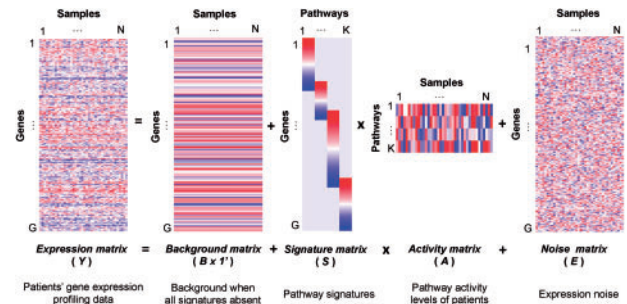 Samples
1 ... N
1
Genes
...
G
=
Samples
1 ... N
+
Pathways
1 ... K
1
Genes
...
G
x
Samples
1 ... N
1
Pathways
...
K
+
Samples
1 ... N
1
Genes
...
G
Expression matrix = Background matrix + Signature matrix x Activity matrix + Noise matrix
( Y ) ( B x 1' ) ( S ) ( A ) ( E )
Patients' gene expression Background when Pathway signatures Pathway activity Expression noise
profiling data all signatures absent levels of patients